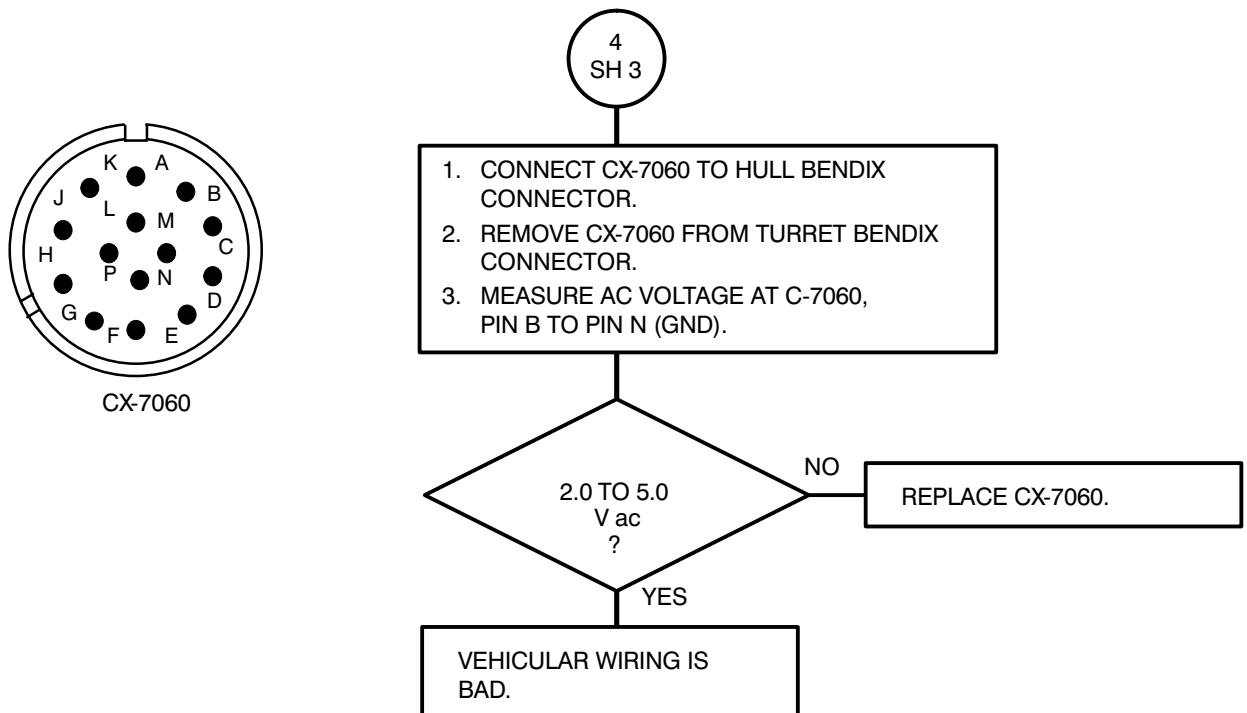 4
SH 3
K A
J B
L M
H C
P N
G D
F E
CX-7060
1. CONNECT CX-7060 TO HULL BENDIX
CONNECTOR.
2. REMOVE CX-7060 FROM TURRET BENDIX
CONNECTOR.
3. MEASURE AC VOLTAGE AT C-7060,
PIN B TO PIN N (GND).
2.0 TO 5.0
V ac
?
NO
REPLACE CX-7060.
YES
VEHICULAR WIRING IS
BAD.